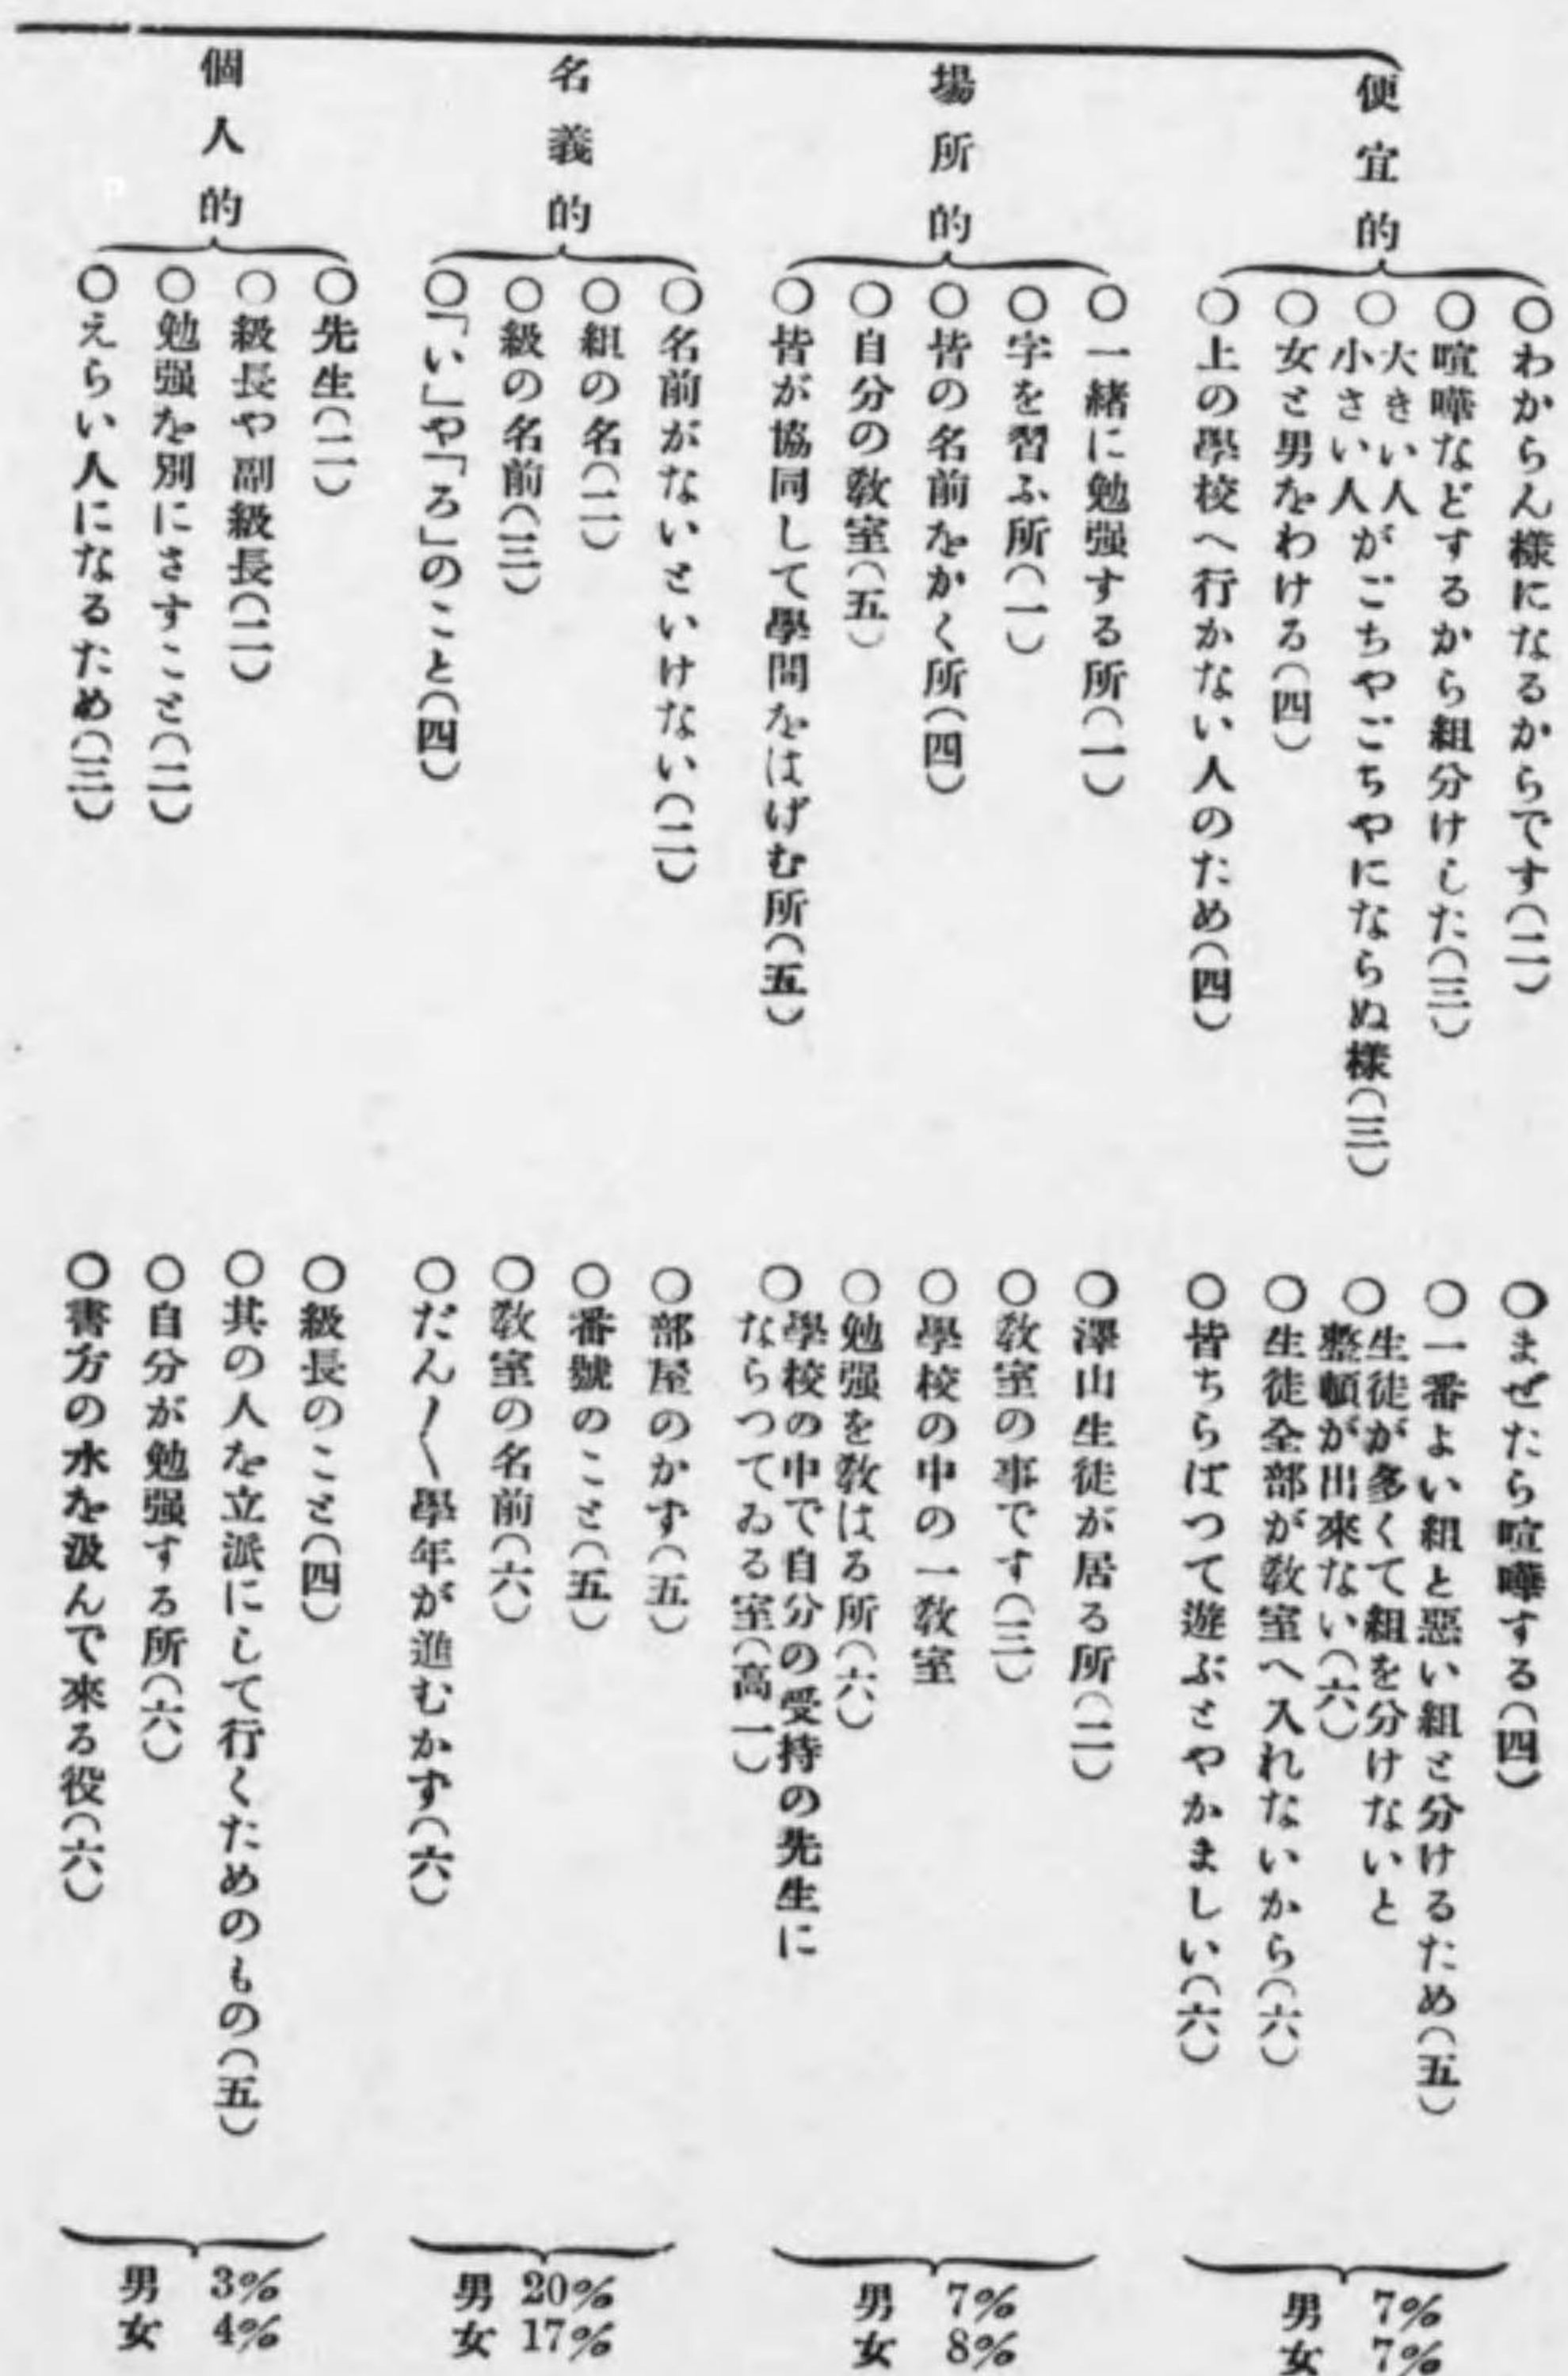 便宜的
○わからん様になるからです(二)
○喧嘩などするから組分けした(三)
○大きい人
小さい人がごちやごちやにならぬ様(三)
○女と男をわける(四)
○上の學校へ行かない人のため(四)
○まぜたら喧嘩する(四)
○一番よい組と惡い組と分けるため(五)
○生徒が多くて組を分けないと
整頓が出來ない(六)
○生徒全部が敎室へ入れないから(六)
○皆ちらばつて遊ぶとやかましい(六)
男 7%
女 7%
場所的
○一緒に勉强する所(一)
○字を習ふ所(一)
○皆の名前をかく所(四)
○自分の敎室(五)
○皆が協同して學問をはげむ所(五)
○澤山生徒が居る所(二)
○敎室の事です(三)
○學校の中の一敎室
○勉强を敎はる所(六)
○學校の中で自分の受持の先生に
ならつてゐる室(高一)
男 7%
女 8%
名義的
○名前がないといけない(二)
○組の名(二)
○級の名前(三)
○「い」や「ろ」のこと(四)
○部屋のかず(五)
○番號のこと(五)
○敎室の名前(六)
○だん〱學年が進むかず(六)
男 20%
女 17%
個人的
○先生(二)
○級長や副級長(二)
○勉强を別にさすこと(二)
○えらい人になるため(三)
○級長のこと(四)
○其の人を立派にして行くためのもの(五)
○自分が勉强する所(六)
○書方の水を汲んで來る役(六)
男 3%
女 4%